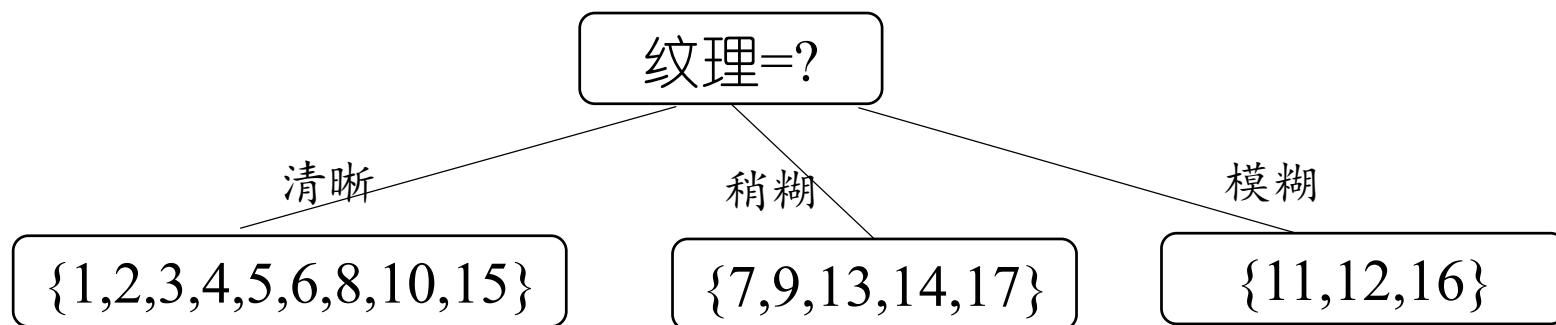 纹理=?
清晰
稍糊
模糊
{1,2,3,4,5,6,8,10,15}
{7,9,13,14,17}
{11,12,16}